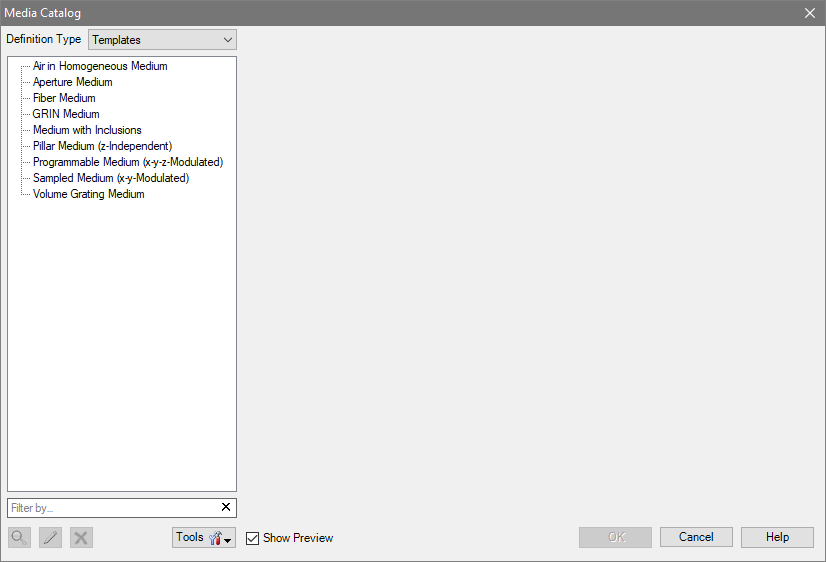 Media Catalog
Definition Type Templates
Air in Homogeneous Medium
Aperture Medium
Fiber Medium
GRIN Medium
Medium with Inclusions
Pillar Medium (z-Independent)
Programmable Medium (x-y-z-Modulated)
Sampled Medium (x-y-Modulated)
Volume Grating Medium
Filter by...
Tools Show Preview OK Cancel Help